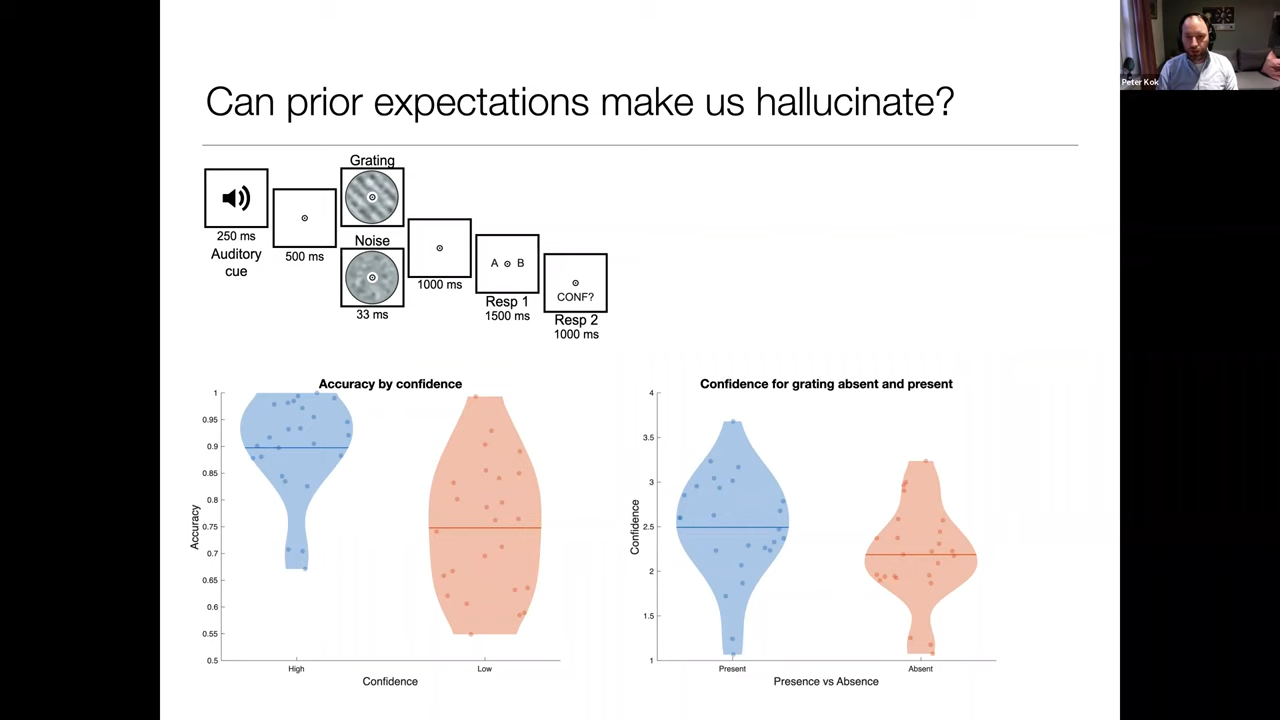 Can prior expectations make us hallucinate?
Peter Kok
Grating
250 ms
Auditory
cue
500 ms
Noise
33 ms
1000 ms
A B
Resp 1
1500 ms
CONF?
Resp 2
1000 ms
Accuracy by confidence
1
0.95
0.9
0.85
0.8
0.75
0.7
0.65
0.6
0.55
0.5
Accuracy
High
Low
Confidence
Confidence for grating absent and present
4
3.5
3
2.5
2
1.5
1
Confidence
Present
Absent
Presence vs Absence